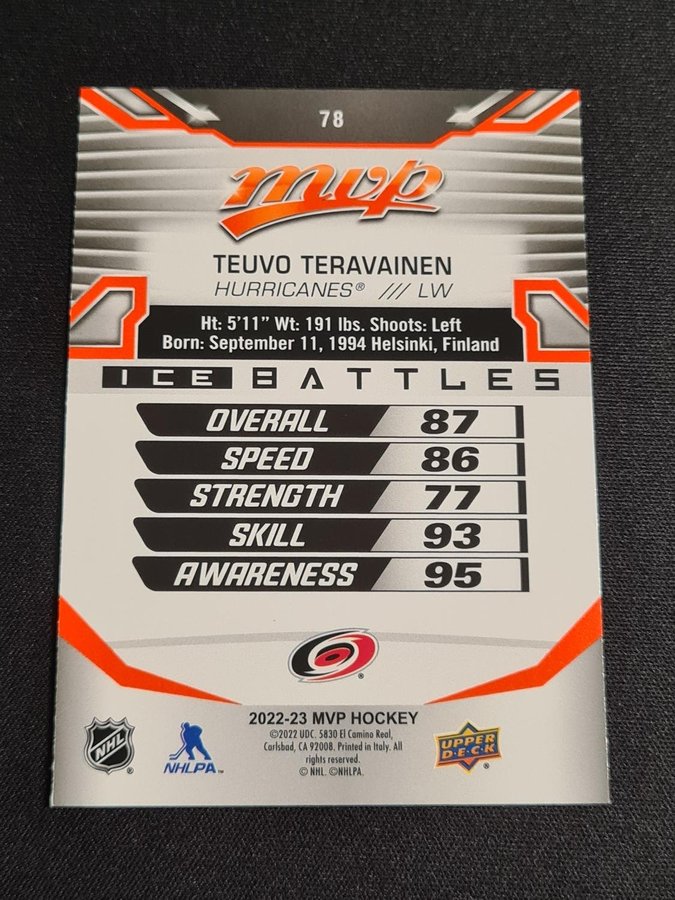 78
mvp
TEUVO TERAVAINEN
HURRICANES® /// LW
Ht: 5'11" Wt: 191 lbs. Shoots: Left
Born: September 11, 1994 Helsinki, Finland
ICE BATTLES
OVERALL 87
SPEED 86
STRENGTH 77
SKILL 93
AWARENESS 95
®
2022-23 MVP HOCKEY
©2022 UDC. 5830 El Camino Real,
Carlsbad, CA 92008. Printed in Italy. All
rights reserved.
© NHL. ©NHLPA.
NHL ®
NHLPA™
UPPER
D·E·C·K ®